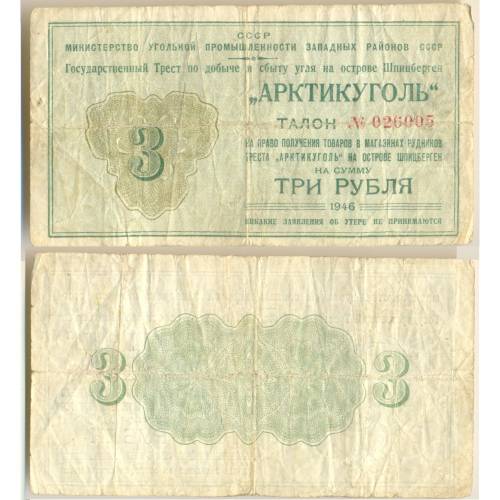 СССР
МИНИСТЕРСТВО УГОЛЬНОЙ ПРОМЫШЛЕННОСТИ ЗАПАДНЫХ РАЙОНОВ СССР
Государственный Трест по добыче и сбыту угля на острове Шпицберген
„АРКТИКУГОЛЬ“
ТАЛОН № 026005
НА ПРАВО ПОЛУЧЕНИЯ ТОВАРОВ В МАГАЗИНАХ РУДНИКОВ
ТРЕСТА „АРКТИКУГОЛЬ“ НА ОСТРОВЕ ШПИЦБЕРГЕН
НА СУММУ
3
ТРИ РУБЛЯ
1946
НИКАКИЕ ЗАЯВЛЕНИЯ ОБ УТЕРЕ НЕ ПРИНИМАЮТСЯ
3 3